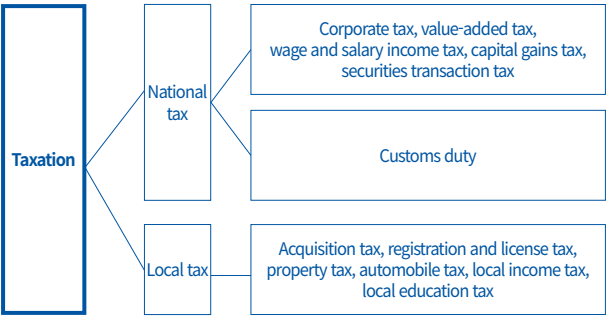 Taxation
National
tax
Corporate tax, value-added tax,
wage and salary income tax, capital gains tax,
securities transaction tax
Customs duty
Local tax
Acquisition tax, registration and license tax,
property tax, automobile tax, local income tax,
local education tax